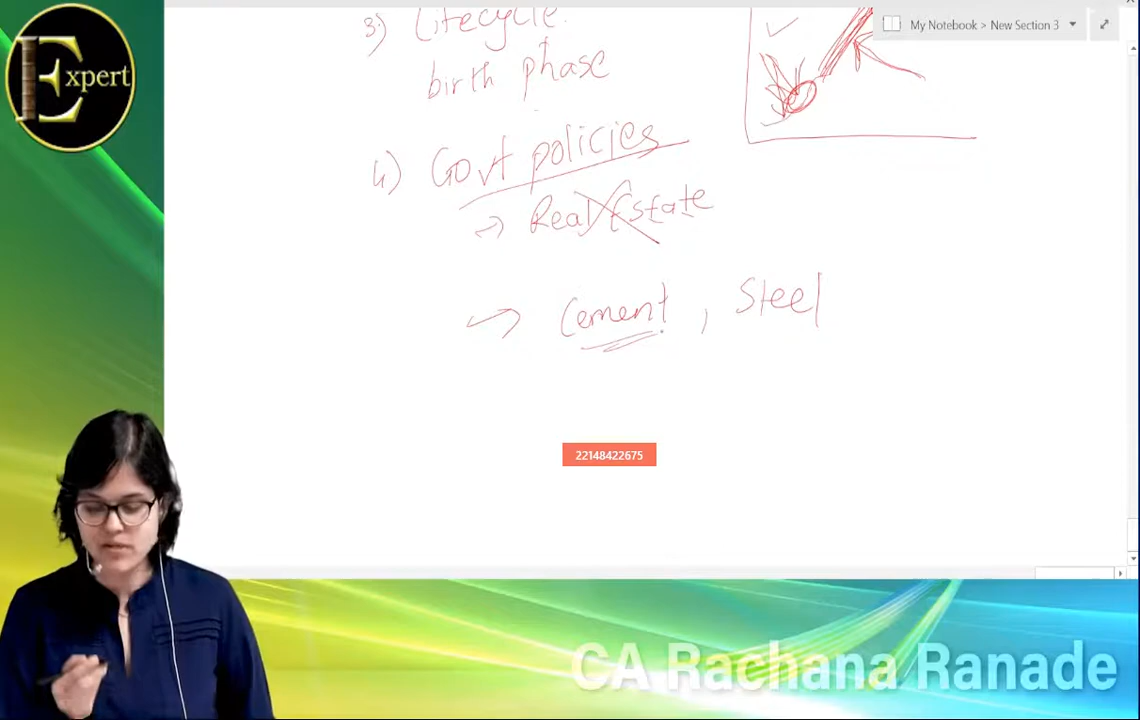 Expert
My Notebook > New Section 3
3) Lifecycle.
birth phase
4) Govt policies
→ Real Estate
→ Cement, Steel
22148422675
CA Rachana Ranade